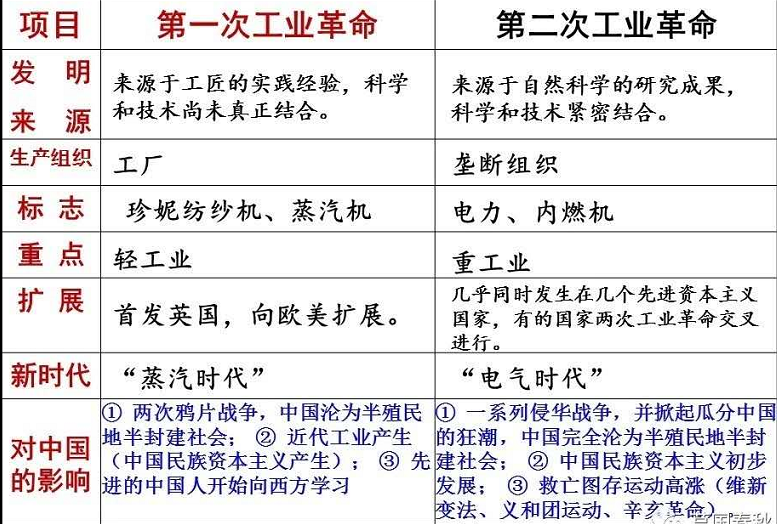 项目 第一次工业革命 第二次工业革命
发 明
来 源
来源于工匠的实践经验，科学
和技术尚未真正结合。
来源于自然科学的研究成果，
科学和技术紧密结合。
生产组织 工厂 垄断组织
标 志 珍妮纺纱机、蒸汽机 电力、内燃机
重 点 轻工业 重工业
扩 展 首发英国，向欧美扩展。
几乎同时发生在几个先进资本主义
国家，有的国家两次工业革命交叉
进行。
新时代 “蒸汽时代” “电气时代”
对中国
的影响
① 两次鸦片战争，中国沦为半殖民
地半封建社会； ② 近代工业产生
（中国民族资本主义产生）； ③ 先
进的中国人开始向西方学习
① 一系列侵华战争，并掀起瓜分中国
的狂潮，中国完全沦为半殖民地半封
建社会； ② 中国民族资本主义初步
发展； ③ 救亡图存运动高涨（维新
变法、义和团运动、辛亥革命）